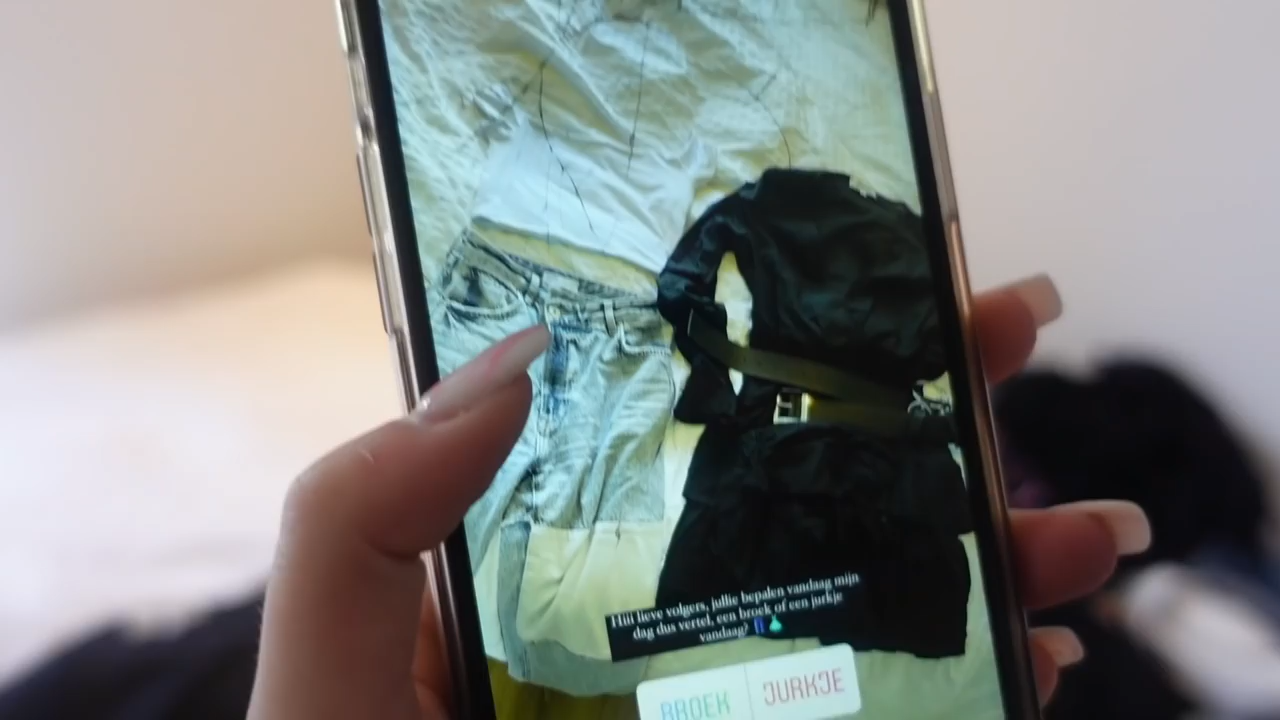 Hiii lieve volgers, jullie bepalen vandaag mijn
dag dus vertel, een broek of een jurkje
vandaag?
BROEK JURKJE